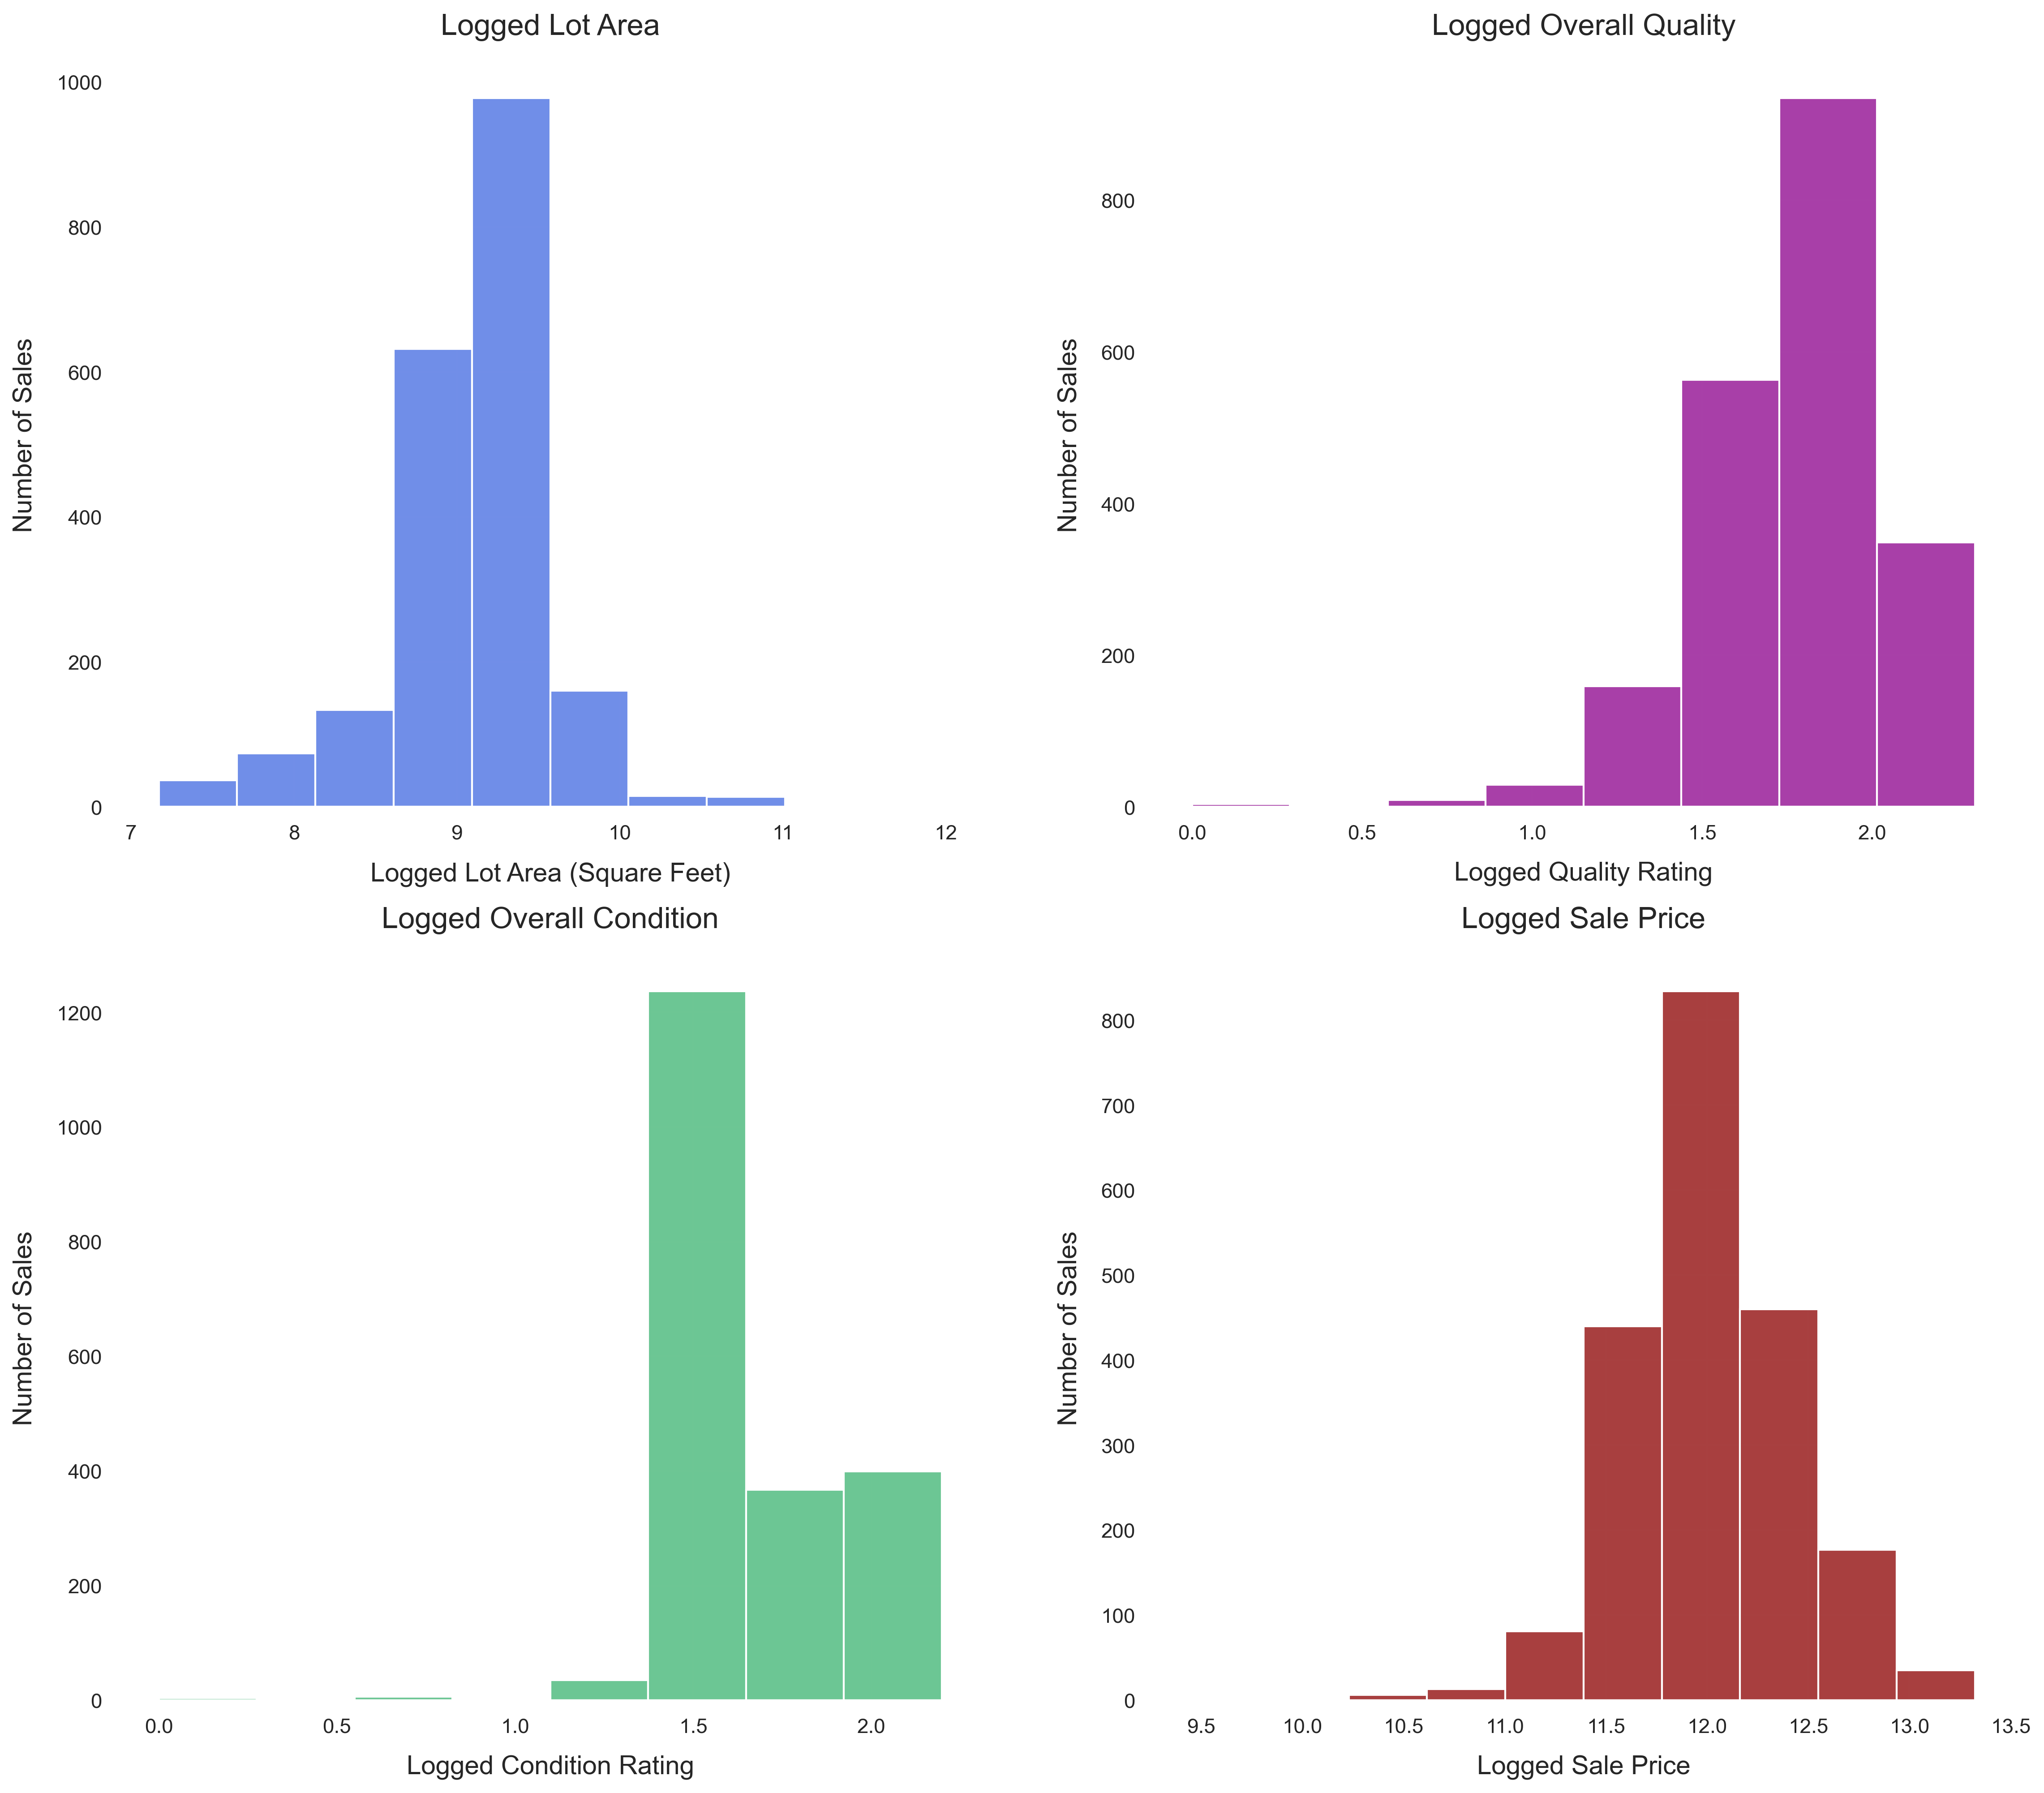 Logged Lot Area
1000
800
600
400
200
0
Number of Sales
7 8 9 10 11 12
Logged Lot Area (Square Feet)
Logged Overall Quality
800
600
400
200
0
Number of Sales
0.0 0.5 1.0 1.5 2.0
Logged Quality Rating
Logged Overall Condition
1200
1000
800
600
400
200
0
Number of Sales
0.0 0.5 1.0 1.5 2.0
Logged Condition Rating
Logged Sale Price
800
700
600
500
400
300
200
100
0
Number of Sales
9.5 10.0 10.5 11.0 11.5 12.0 12.5 13.0 13.5
Logged Sale Price